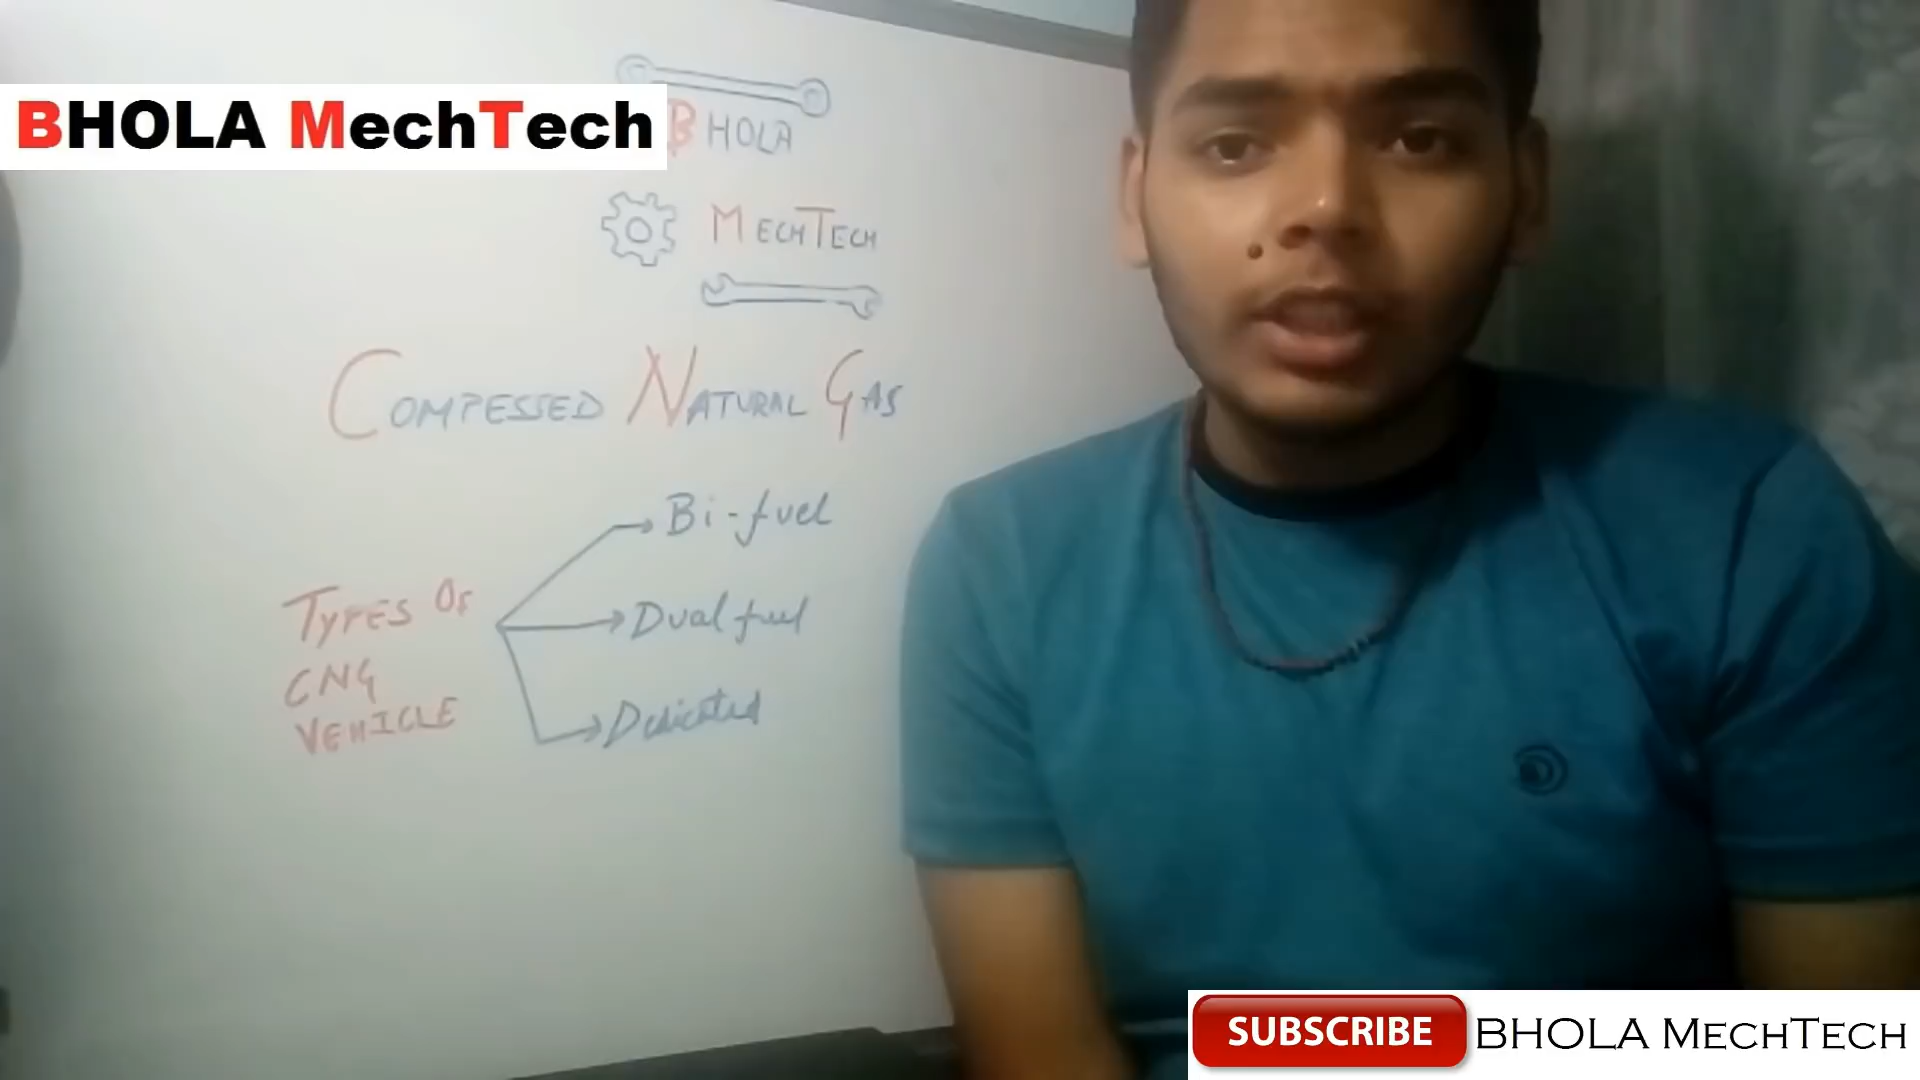 BHOLA MechTech
BHOLA
MECHTECH
COMPESSED NATURAL GAS
Bi-fuel
TYPES OF
Dual fuel
CNG
VEHICLE
Dedicated
SUBSCRIBE BHOLA MECHTECH